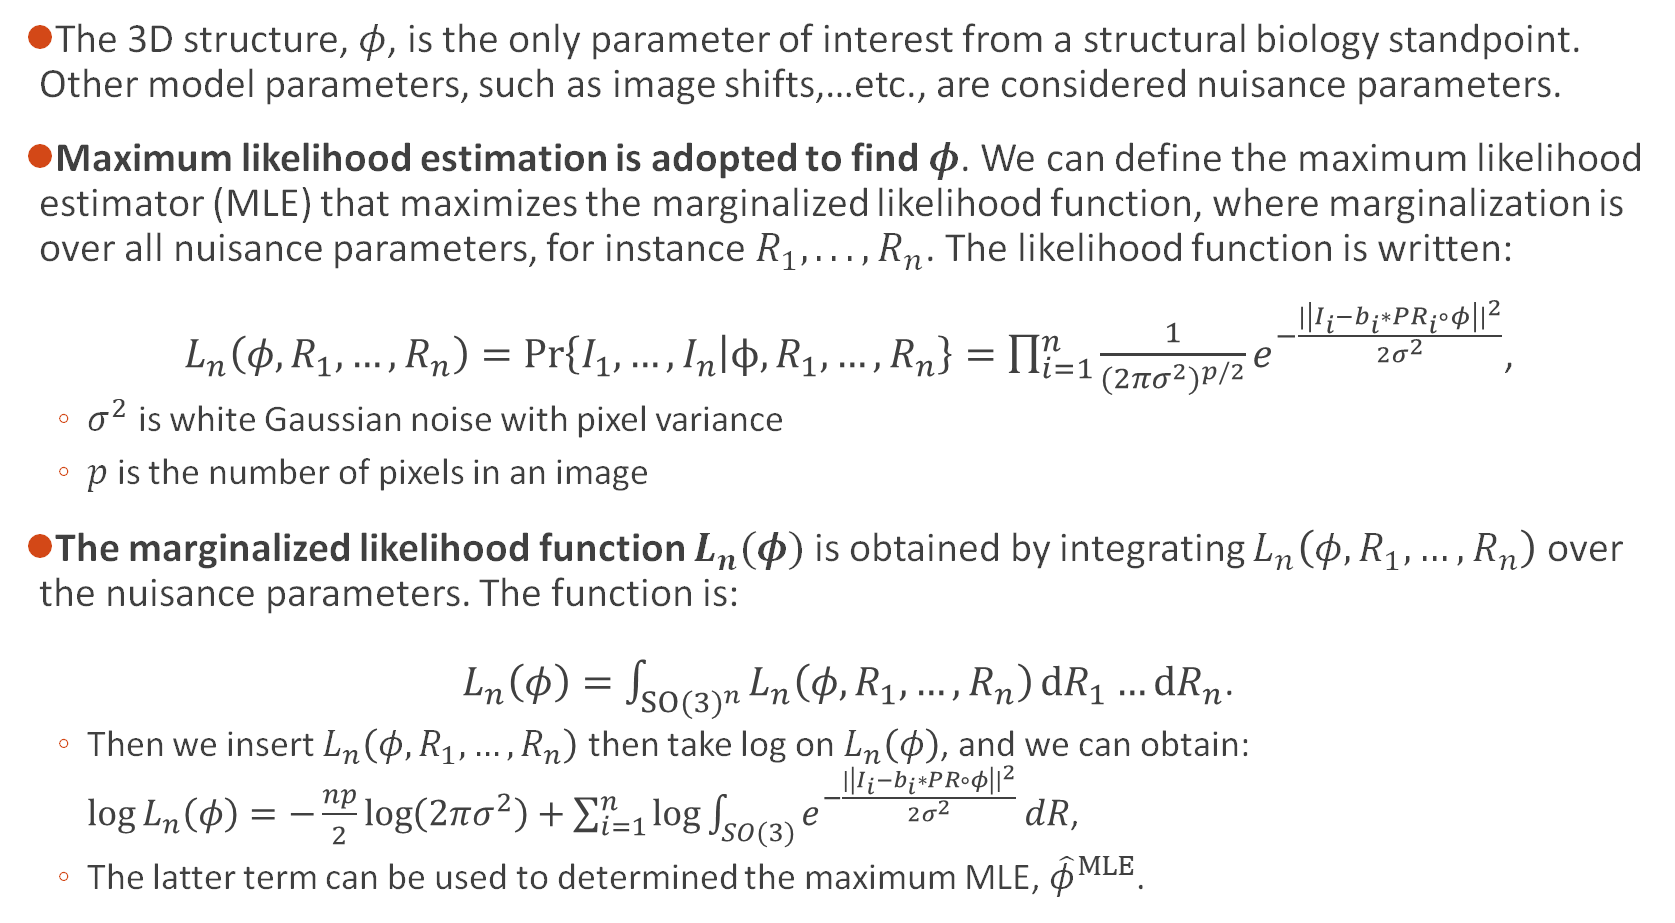 ●The 3D structure, ϕ, is the only parameter of interest from a structural biology standpoint.
Other model parameters, such as image shifts,...etc., are considered nuisance parameters.
●Maximum likelihood estimation is adopted to find ϕ. We can define the maximum likelihood
estimator (MLE) that maximizes the marginalized likelihood function, where marginalization is
over all nuisance parameters, for instance R₁, . . . , Rₙ. The likelihood function is written:
Lₙ(ϕ, R₁, … , Rₙ) = Pr{I₁, … , Iₙ|ϕ, R₁, … , Rₙ} = ∏ᵢ₌₁ⁿ 1/(2πσ²)^{p/2} e^{−||Iᵢ−bᵢ∗PRᵢ∘ϕ||²/2σ²},
◦ σ² is white Gaussian noise with pixel variance
◦ p is the number of pixels in an image
●The marginalized likelihood function Lₙ(ϕ) is obtained by integrating Lₙ(ϕ, R₁, … , Rₙ) over
the nuisance parameters. The function is:
Lₙ(ϕ) = ∫_{SO(3)ⁿ} Lₙ(ϕ, R₁, … , Rₙ) dR₁ … dRₙ.
◦ Then we insert Lₙ(ϕ, R₁, … , Rₙ) then take log on Lₙ(ϕ), and we can obtain:
log Lₙ(ϕ) = −np/2 log(2πσ²) + ∑ᵢ₌₁ⁿ log ∫_{SO(3)} e^{−||Iᵢ−bᵢ∗PR∘ϕ||²/2σ²} dR,
◦ The latter term can be used to determined the maximum MLE, ϕ̂^{MLE}.